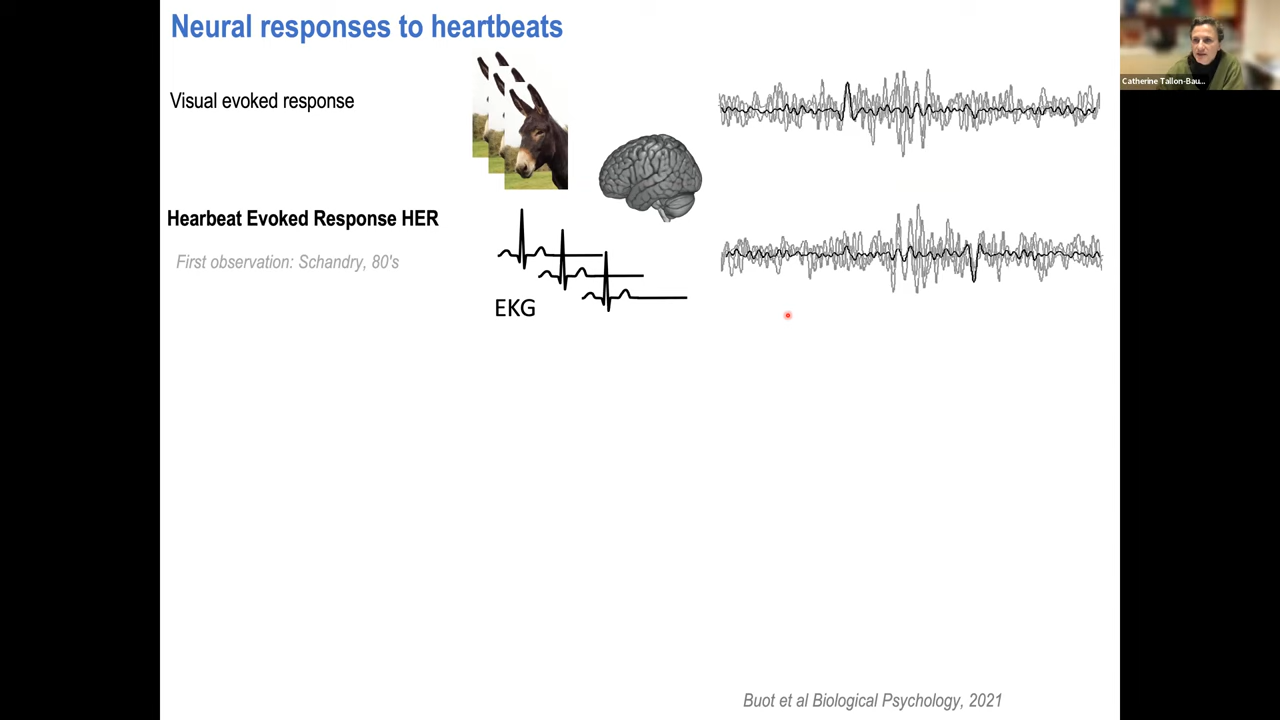 Neural responses to heartbeats
Visual evoked response
Catherine Tallon-Bau...
Hearbeat Evoked Response HER
First observation: Schandry, 80's
EKG
Buot et al Biological Psychology, 2021